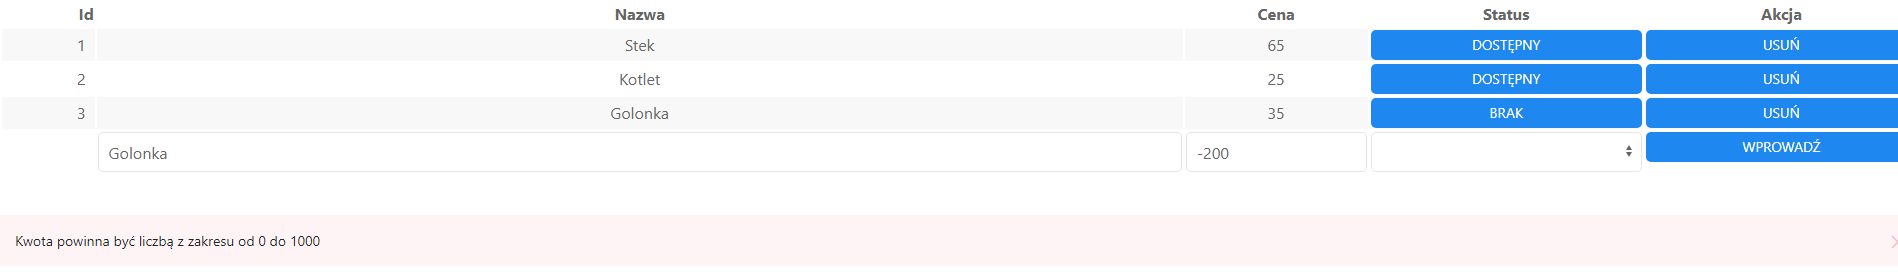 Id Nazwa Cena Status Akcja
1 Stek 65 DOSTĘPNY USUŃ
2 Kotlet 25 DOSTĘPNY USUŃ
3 Golonka 35 BRAK USUŃ
Golonka -200 WPROWADŹ
Kwota powinna być liczbą z zakresu od 0 do 1000